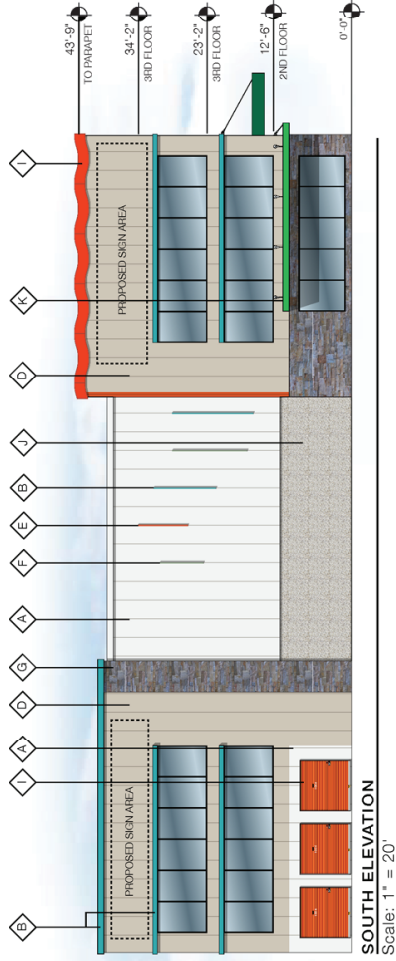 B
I
A
D
G
A
F
E
B
J
D
K
I
43'-9"
TO PARAPET
34'-2"
3RD FLOOR
23'-2"
3RD FLOOR
12'-6"
2ND FLOOR
0'-0"
PROPOSED SIGN AREA
PROPOSED SIGN AREA
SOUTH ELEVATION
Scale: 1" = 20'